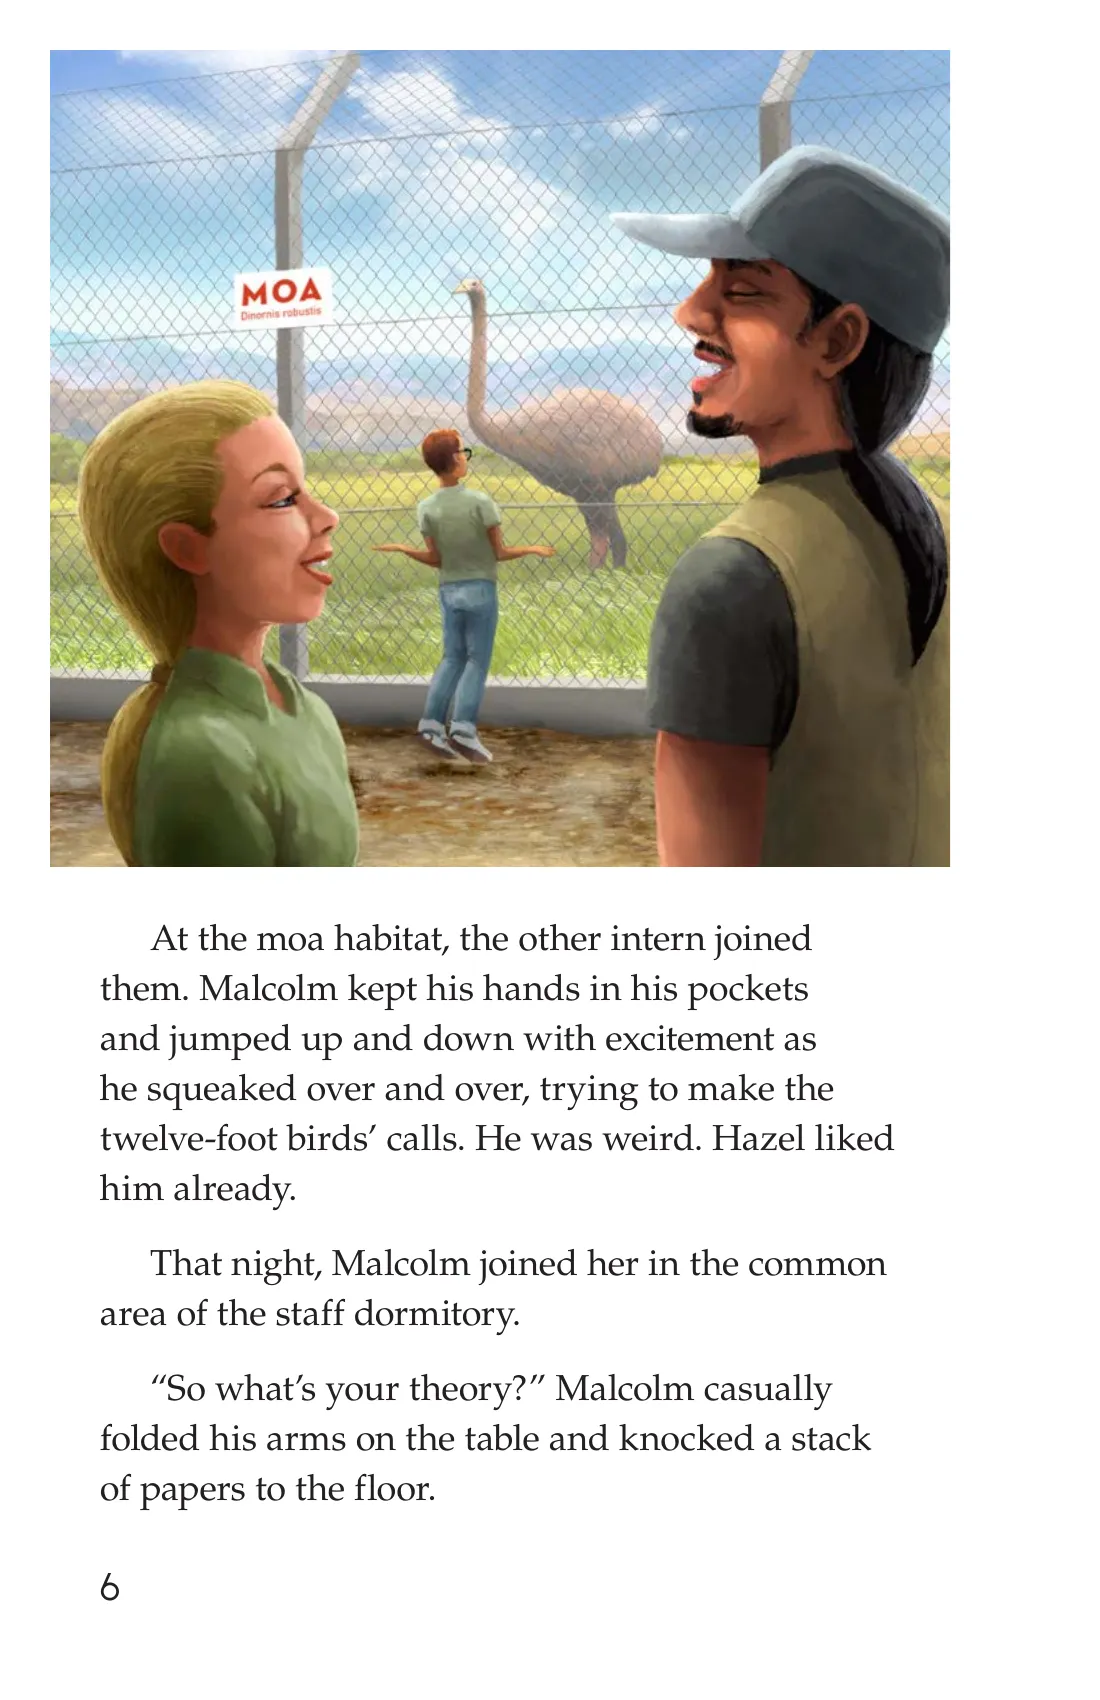 MOA
Dinornis robustis
At the moa habitat, the other intern joined
them. Malcolm kept his hands in his pockets
and jumped up and down with excitement as
he squeaked over and over, trying to make the
twelve-foot birds’ calls. He was weird. Hazel liked
him already.
That night, Malcolm joined her in the common
area of the staff dormitory.
“So what’s your theory?” Malcolm casually
folded his arms on the table and knocked a stack
of papers to the floor.
6